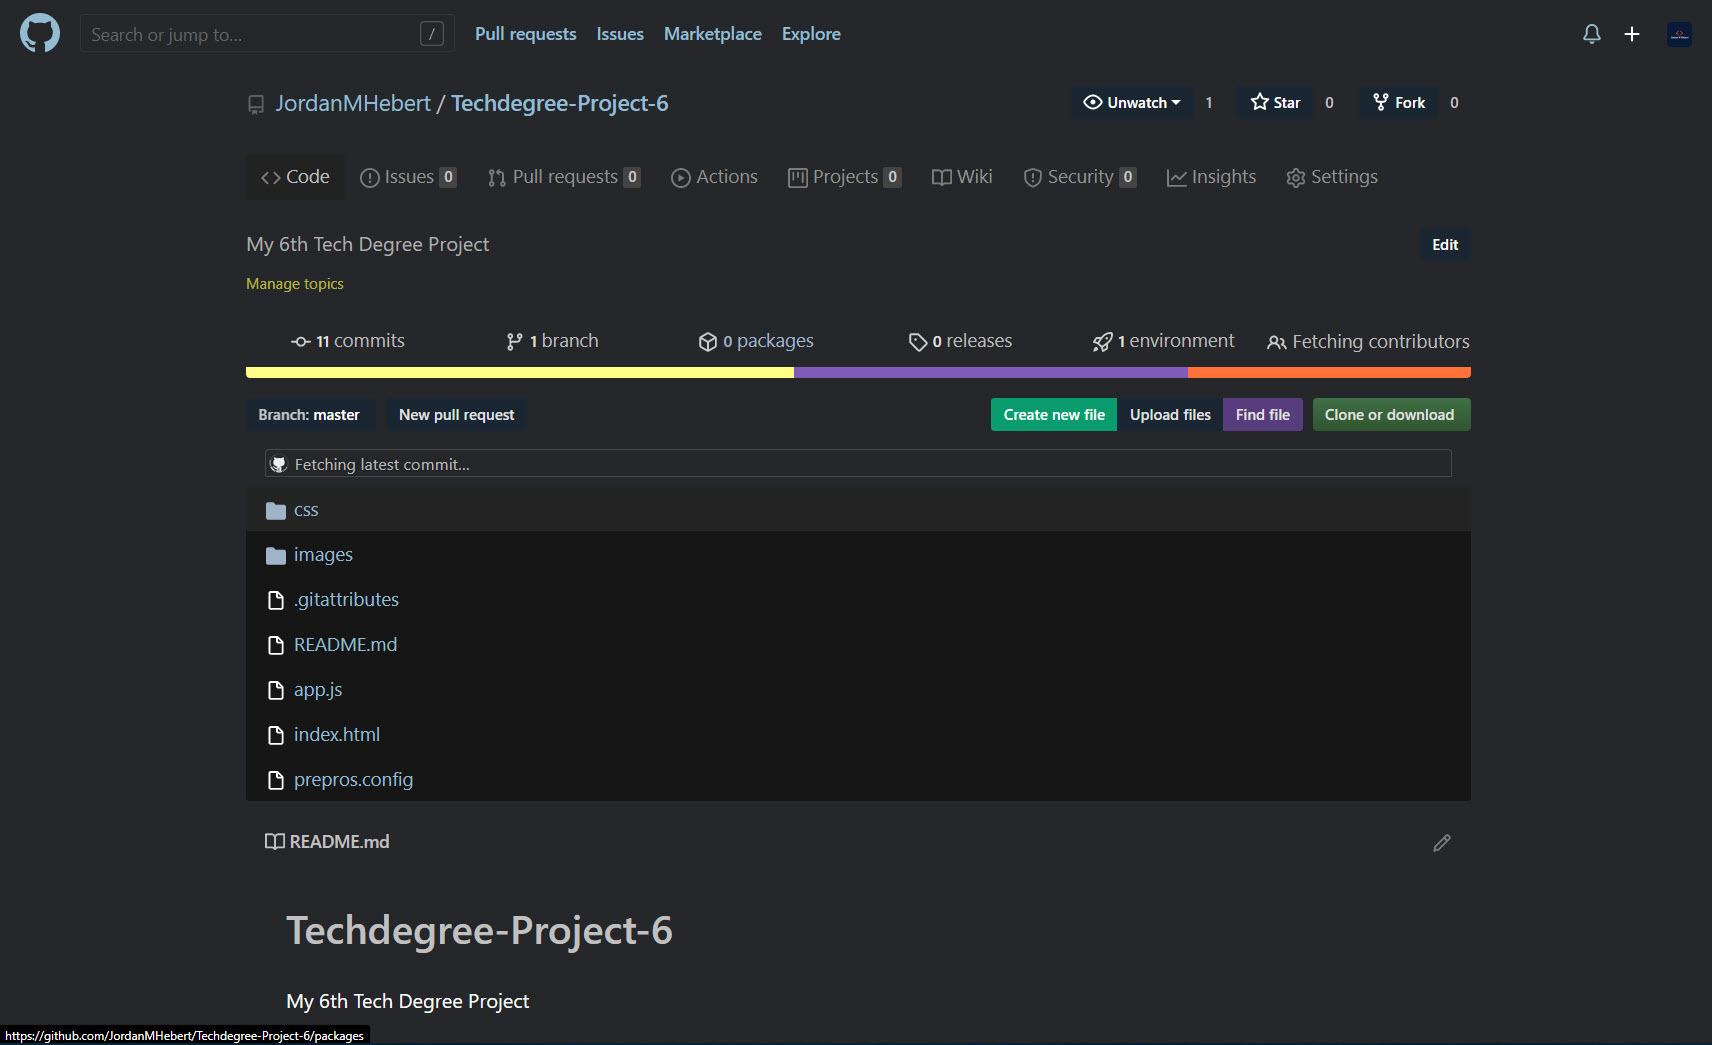 Search or jump to... / Pull requests Issues Marketplace Explore
JordanMHebert / Techdegree-Project-6 Unwatch 1 Star 0 Fork 0
Code Issues 0 Pull requests 0 Actions Projects 0 Wiki Security 0 Insights Settings
My 6th Tech Degree Project Edit
Manage topics
11 commits 1 branch 0 packages 0 releases 1 environment Fetching contributors
Branch: master New pull request Create new file Upload files Find file Clone or download
Fetching latest commit...
css
images
.gitattributes
README.md
app.js
index.html
prepros.config
README.md
Techdegree-Project-6
My 6th Tech Degree Project
https://github.com/JordanMHebert/Techdegree-Project-6/packages